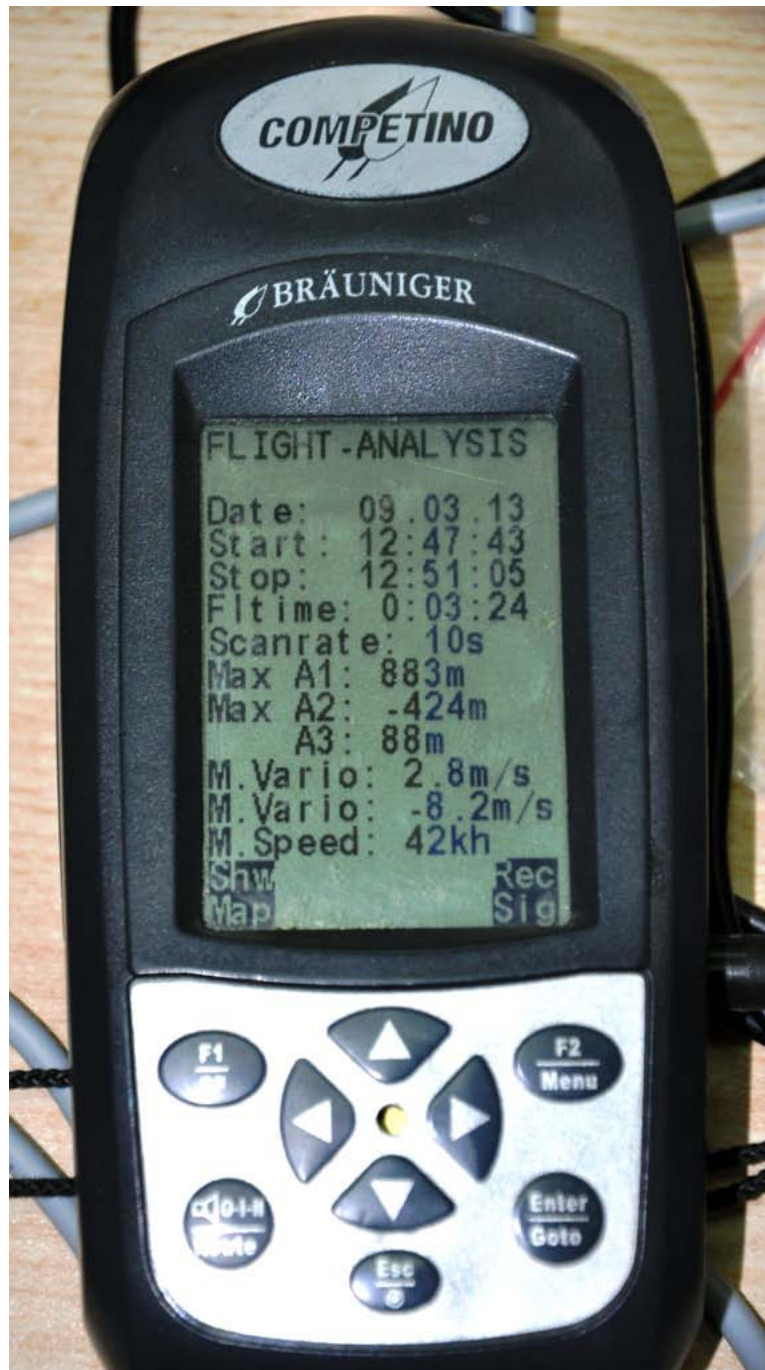 COMPETINO
BRÄUNIGER
FLIGHT-ANALYSIS
Date: 09.03.13
Start: 12:47:43
Stop: 12:51:05
Fltime: 0:03:24
Scanrate: 10s
Max A1: 883m
Max A2: -424m
A3: 88m
M.Vario: 2.8m/s
M.Vario: -8.2m/s
M.Speed: 42kh
Shw Rec
Map Sig
F1
F2
Menu
O-I-II
Route
Enter
Goto
Esc